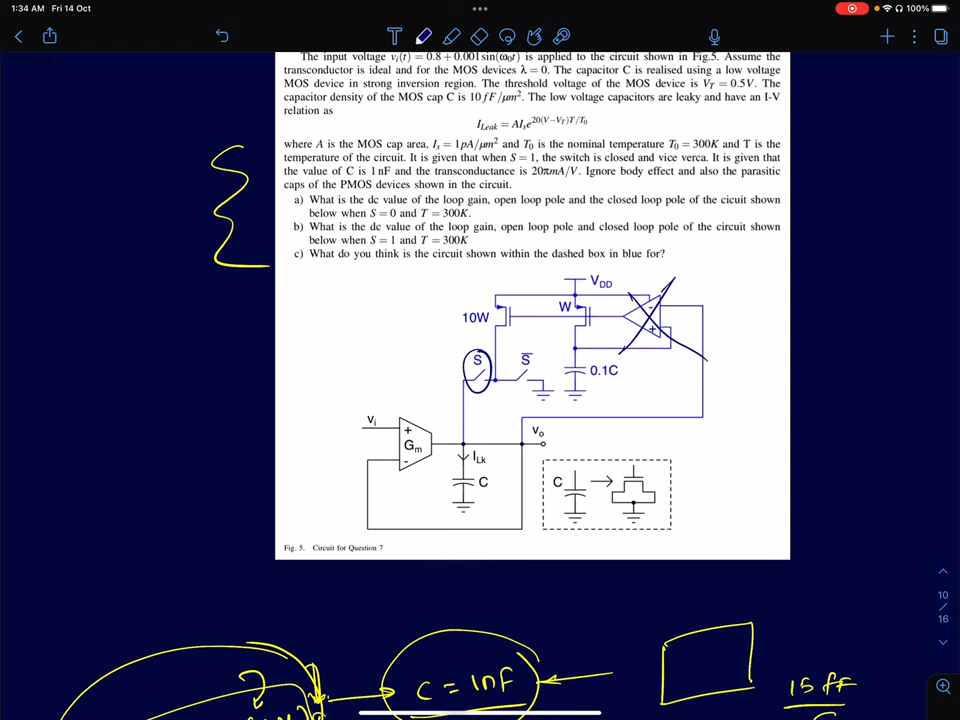 1:34 AM Fri 14 Oct
100%
The input voltage vᵢ(t) = 0.8 + 0.001 sin(ω₀t) is applied to the circuit shown in Fig.5. Assume the
transconductor is ideal and for the MOS devices λ = 0. The capacitor C is realised using a low voltage
MOS device in strong inversion region. The threshold voltage of the MOS device is V_T = 0.5V. The
capacitor density of the MOS cap C is 10 fF/μm². The low voltage capacitors are leaky and have an I-V
relation as
I_Leak = AIₛe^{20(V−V_T)T/T₀}
where A is the MOS cap area, Iₛ = 1pA/μm² and T₀ is the nominal temperature T₀ = 300K and T is the
temperature of the circuit. It is given that when S = 1, the switch is closed and vice verca. It is given that
the value of C is 1 nF and the transconductance is 20πmA/V. Ignore body effect and also the parasitic
caps of the PMOS devices shown in the circuit.
a) What is the dc value of the loop gain, open loop pole and the closed loop pole of the cicuit shown
below when S = 0 and T = 300K.
b) What is the dc value of the loop gain, open loop pole and closed loop pole of the circuit shown
below when S = 1 and T = 300K
c) What do you think is the circuit shown within the dashed box in blue for?
V_DD
10W
W
-
+
S
S̅
0.1C
vᵢ
+
G_m
-
v_o
I_Lk
C
C
Fig. 5. Circuit for Question 7
10
/
16
C = 1nF
15 fF